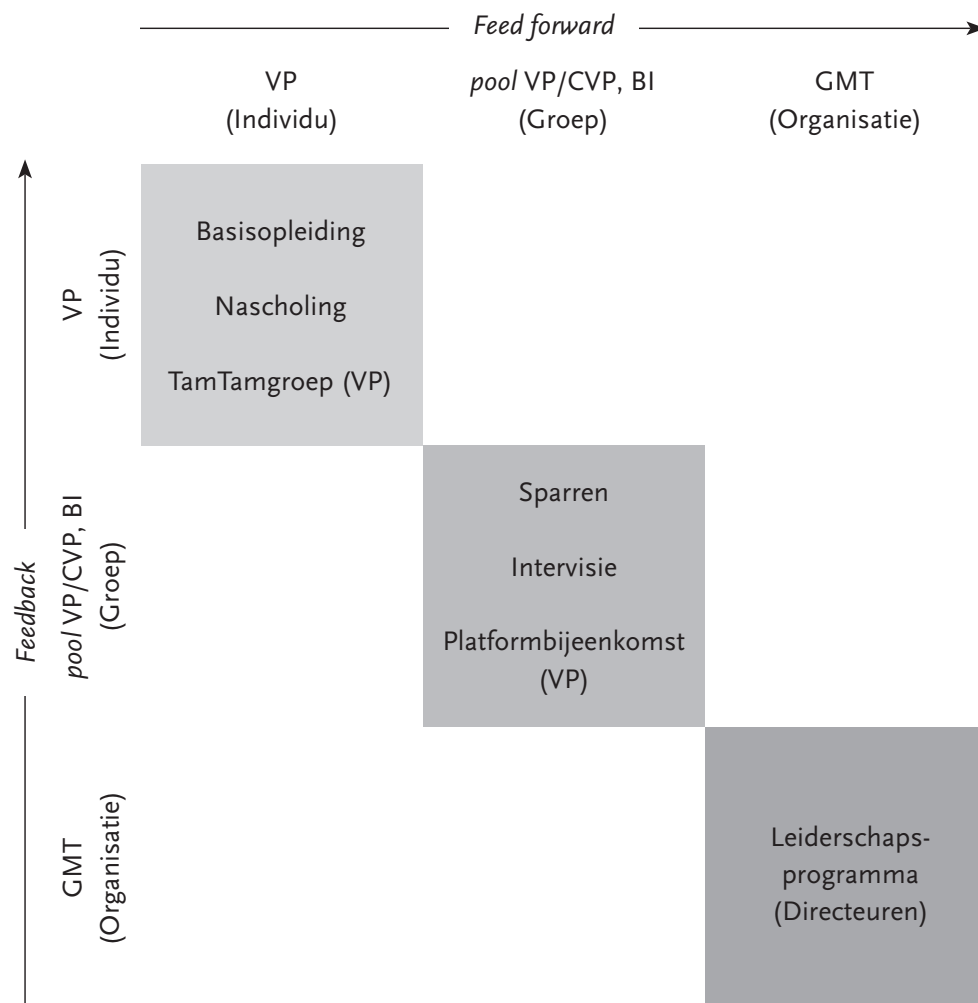 Feed forward
VP
(Individu)
pool VP/CVP, BI
(Groep)
GMT
(Organisatie)
Feedback
VP
(Individu)
Basisopleiding
Nascholing
TamTamgroep (VP)
pool VP/CVP, BI
(Groep)
Sparren
Intervisie
Platformbijeenkomst
(VP)
GMT
(Organisatie)
Leiderschaps-
programma
(Directeuren)